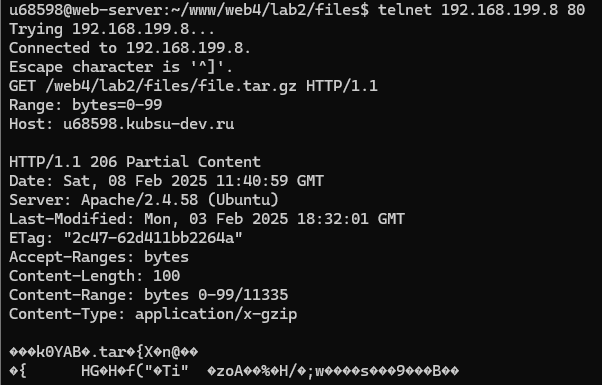 u68598@web-server:~/www/web4/lab2/files$ telnet 192.168.199.8 80
Trying 192.168.199.8...
Connected to 192.168.199.8.
Escape character is '^]'.
GET /web4/lab2/files/file.tar.gz HTTP/1.1
Range: bytes=0-99
Host: u68598.kubsu-dev.ru
HTTP/1.1 206 Partial Content
Date: Sat, 08 Feb 2025 11:40:59 GMT
Server: Apache/2.4.58 (Ubuntu)
Last-Modified: Mon, 03 Feb 2025 18:32:01 GMT
ETag: "2c47-62d411bb2264a"
Accept-Ranges: bytes
Content-Length: 100
Content-Range: bytes 0-99/11335
Content-Type: application/x-gzip
���k0YAB�.tar�{X�n@��
�{ HG�H�f("�Ti" �zoA��%�H/�;w����s���9���B��